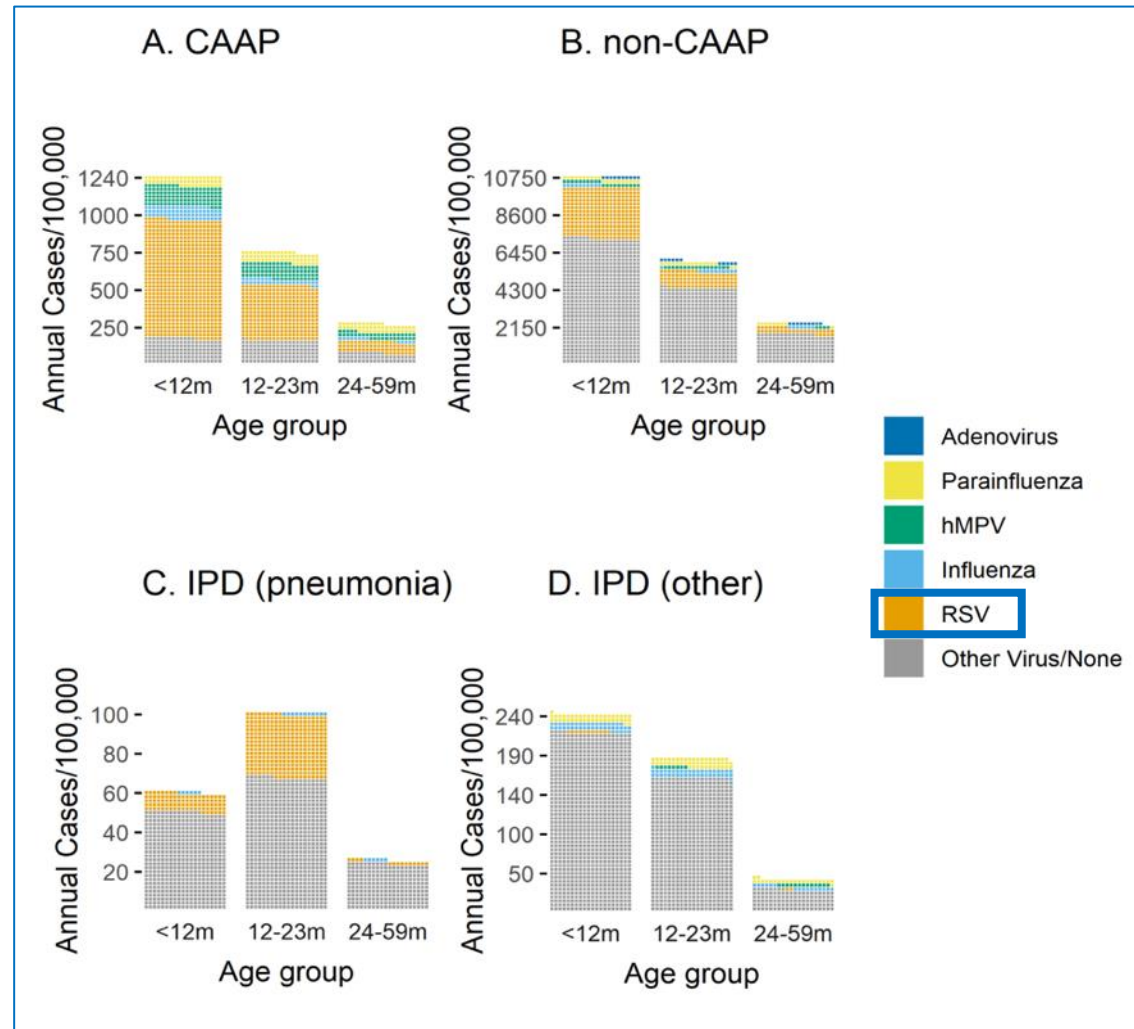 A. CAAP
Annual Cases/100,000
1240
1000
750
500
250
<12m 12-23m 24-59m
Age group
B. non-CAAP
Annual Cases/100,000
10750
8600
6450
4300
2150
<12m 12-23m 24-59m
Age group
Adenovirus
Parainfluenza
hMPV
Influenza
RSV
Other Virus/None
C. IPD (pneumonia)
Annual Cases/100,000
100
80
60
40
20
<12m 12-23m 24-59m
Age group
D. IPD (other)
Annual Cases/100,000
240
190
140
100
50
<12m 12-23m 24-59m
Age group